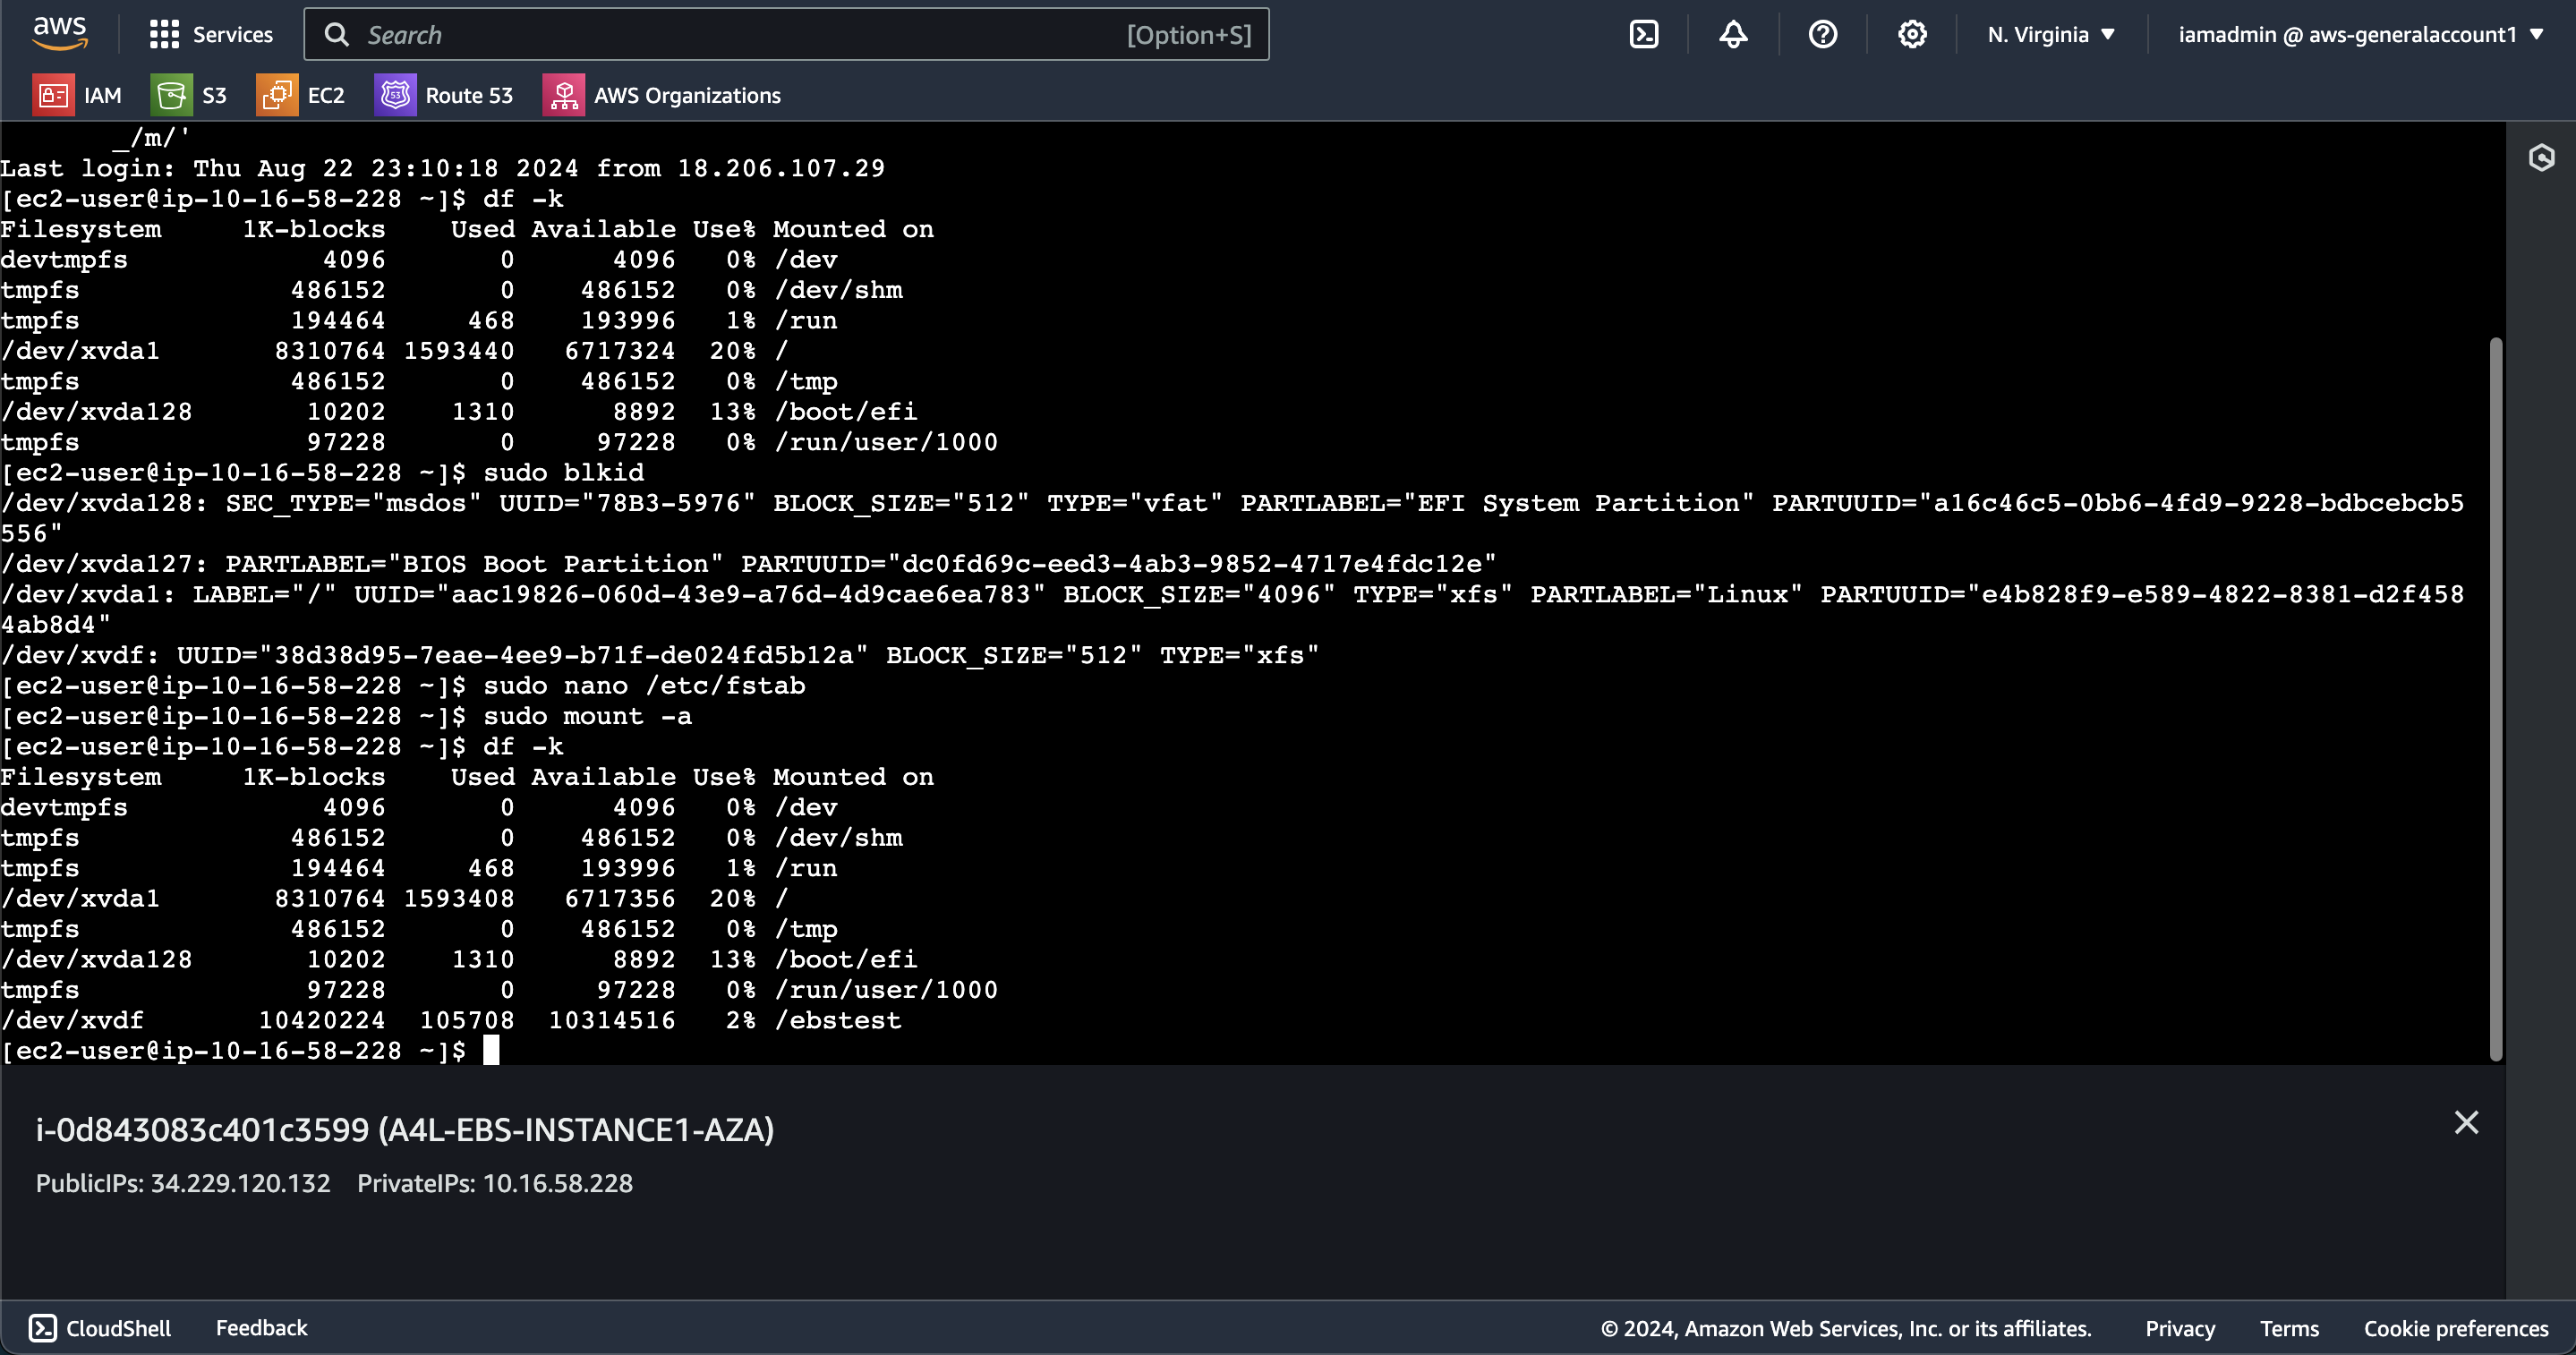 aws Services Search [Option+S] N. Virginia iamadmin @ aws-generalaccount1
IAM S3 EC2 53 Route 53 AWS Organizations
       _/m/'
Last login: Thu Aug 22 23:10:18 2024 from 18.206.107.29
[ec2-user@ip-10-16-58-228 ~]$ df -k
Filesystem     1K-blocks    Used Available Use% Mounted on
devtmpfs            4096       0      4096   0% /dev
tmpfs             486152       0    486152   0% /dev/shm
tmpfs             194464     468    193996   1% /run
/dev/xvda1       8310764 1593440   6717324  20% /
tmpfs             486152       0    486152   0% /tmp
/dev/xvda128       10202    1310      8892  13% /boot/efi
tmpfs              97228       0     97228   0% /run/user/1000
[ec2-user@ip-10-16-58-228 ~]$ sudo blkid
/dev/xvda128: SEC_TYPE="msdos" UUID="78B3-5976" BLOCK_SIZE="512" TYPE="vfat" PARTLABEL="EFI System Partition" PARTUUID="a16c46c5-0bb6-4fd9-9228-bdbcebcb5
556"
/dev/xvda127: PARTLABEL="BIOS Boot Partition" PARTUUID="dc0fd69c-eed3-4ab3-9852-4717e4fdc12e"
/dev/xvda1: LABEL="/" UUID="aac19826-060d-43e9-a76d-4d9cae6ea783" BLOCK_SIZE="4096" TYPE="xfs" PARTLABEL="Linux" PARTUUID="e4b828f9-e589-4822-8381-d2f458
4ab8d4"
/dev/xvdf: UUID="38d38d95-7eae-4ee9-b71f-de024fd5b12a" BLOCK_SIZE="512" TYPE="xfs"
[ec2-user@ip-10-16-58-228 ~]$ sudo nano /etc/fstab
[ec2-user@ip-10-16-58-228 ~]$ sudo mount -a
[ec2-user@ip-10-16-58-228 ~]$ df -k
Filesystem     1K-blocks    Used Available Use% Mounted on
devtmpfs            4096       0      4096   0% /dev
tmpfs             486152       0    486152   0% /dev/shm
tmpfs             194464     468    193996   1% /run
/dev/xvda1       8310764 1593408   6717356  20% /
tmpfs             486152       0    486152   0% /tmp
/dev/xvda128       10202    1310      8892  13% /boot/efi
tmpfs              97228       0     97228   0% /run/user/1000
/dev/xvdf       10420224  105708  10314516   2% /ebstest
[ec2-user@ip-10-16-58-228 ~]$
i-0d843083c401c3599 (A4L-EBS-INSTANCE1-AZA)
PublicIPs: 34.229.120.132 PrivateIPs: 10.16.58.228
CloudShell Feedback © 2024, Amazon Web Services, Inc. or its affiliates. Privacy Terms Cookie preferences